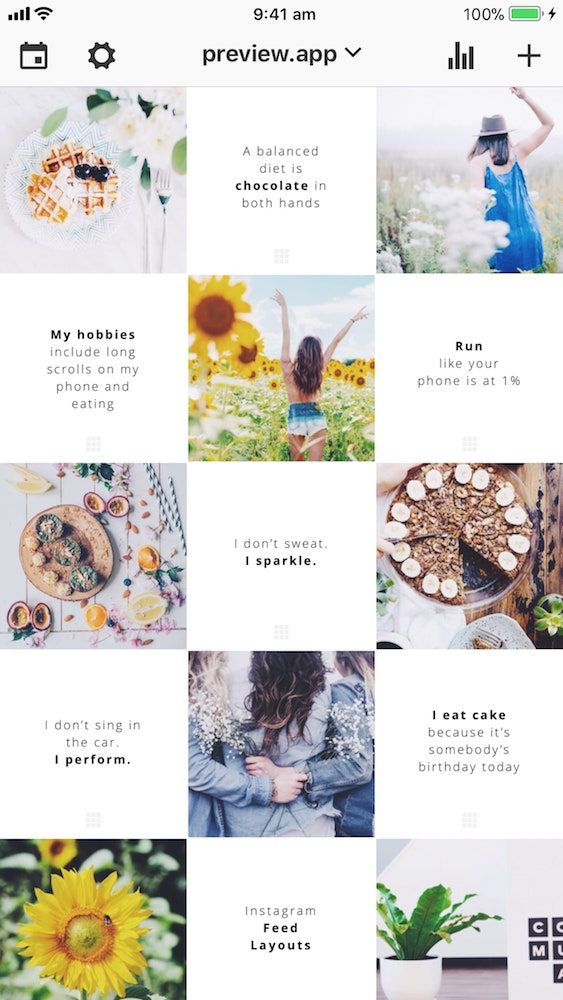 9:41 am
100%
preview.app
A balanced
diet is
chocolate in
both hands
My hobbies
include long
scrolls on my
phone and
eating
Run
like your
phone is at 1%
I don't sweat.
I sparkle.
I don't sing in
the car.
I perform.
I eat cake
because it's
somebody's
birthday today
Instagram
Feed
Layouts